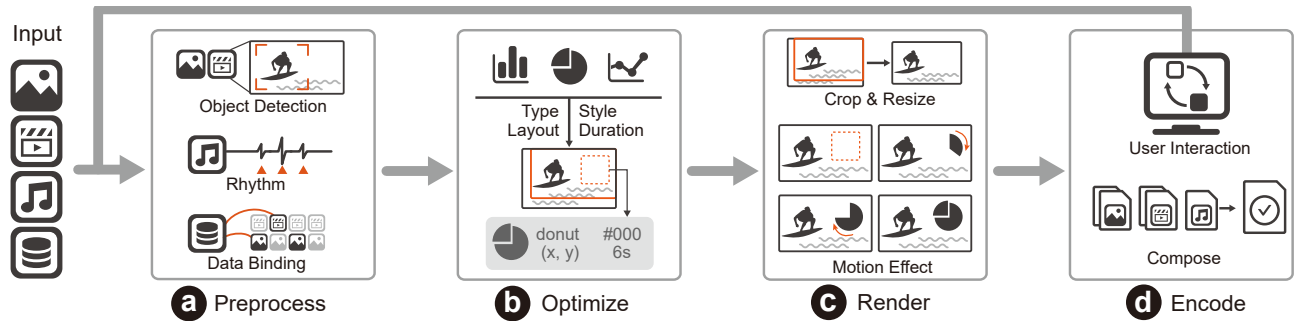 Input
Object Detection
Rhythm
Data Binding
a Preprocess
Type Style
Layout Duration
donut #000
(x, y) 6s
b Optimize
Crop & Resize
Motion Effect
c Render
User Interaction
Compose
d Encode